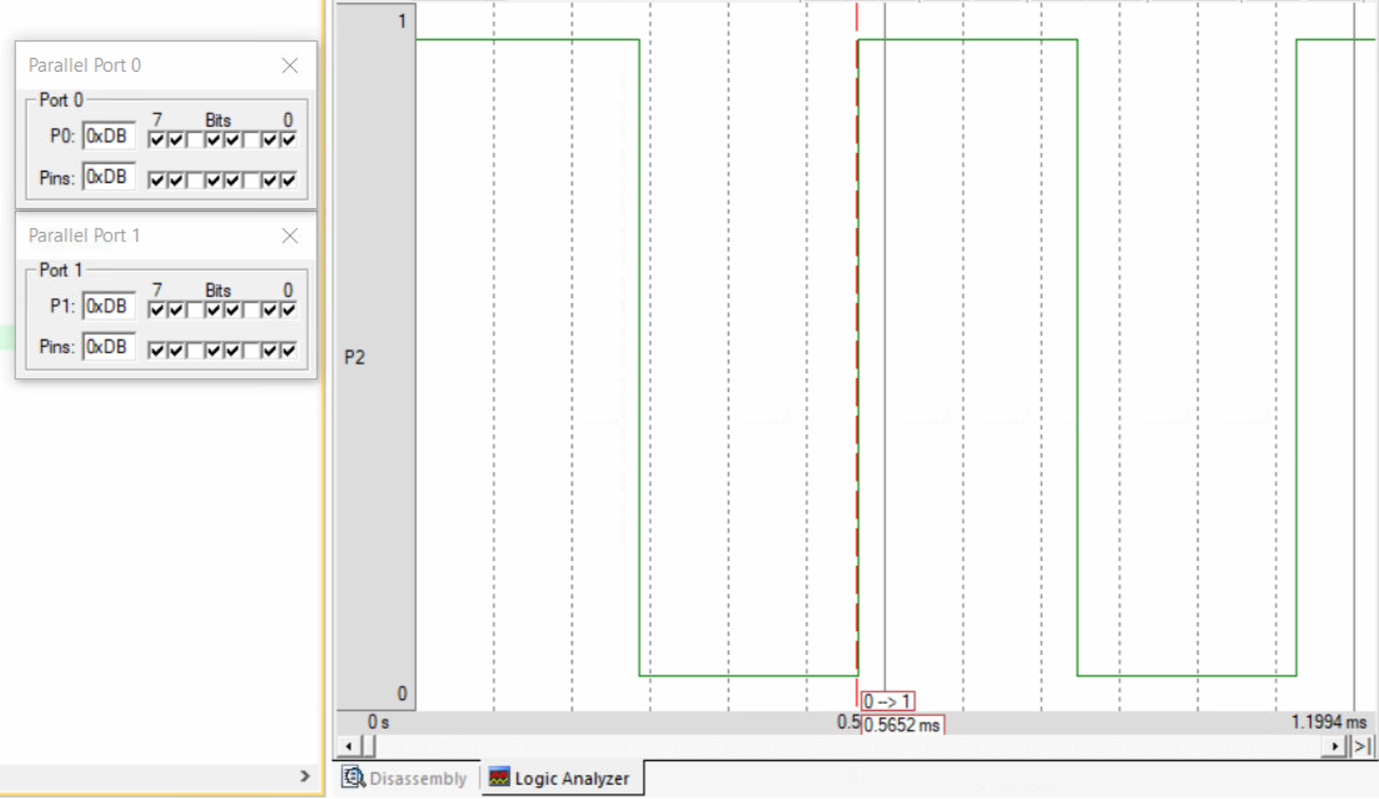 Parallel Port 0
Port 0
7 Bits 0
P0: 0xDB
Pins: 0xDB
Parallel Port 1
Port 1
7 Bits 0
P1: 0xDB
Pins: 0xDB
1
P2
0
0 --> 1
0 s 0.5 0.5652 ms 1.1994 ms
Disassembly Logic Analyzer